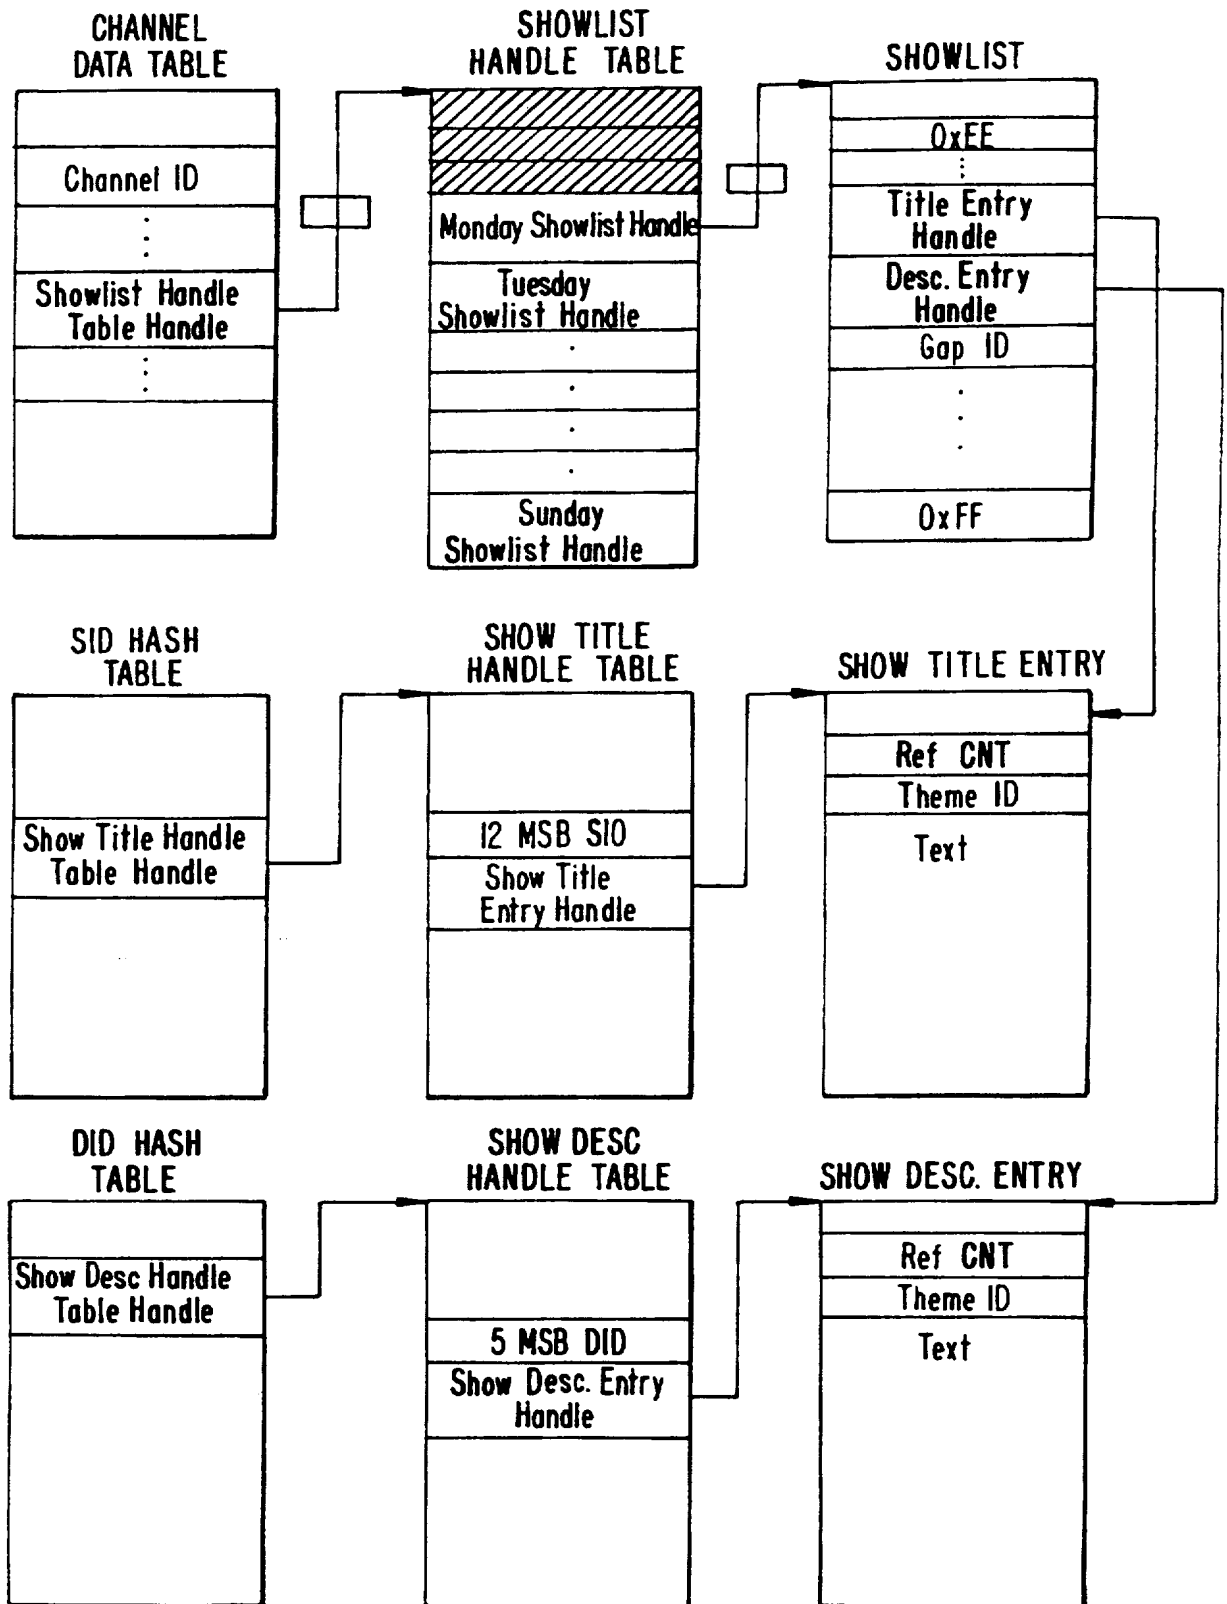 CHANNEL
DATA TABLE
Channel ID
Showlist Handle
Table Handle
SHOWLIST
HANDLE TABLE
Monday Showlist Handle
Tuesday
Showlist Handle
Sunday
Showlist Handle
SHOWLIST
0xEE
Title Entry
Handle
Desc. Entry
Handle
Gap ID
0xFF
SID HASH
TABLE
Show Title Handle
Table Handle
SHOW TITLE
HANDLE TABLE
12 MSB SIO
Show Title
Entry Handle
SHOW TITLE ENTRY
Ref CNT
Theme ID
Text
DID HASH
TABLE
Show Desc Handle
Table Handle
SHOW DESC
HANDLE TABLE
5 MSB DID
Show Desc. Entry
Handle
SHOW DESC. ENTRY
Ref CNT
Theme ID
Text